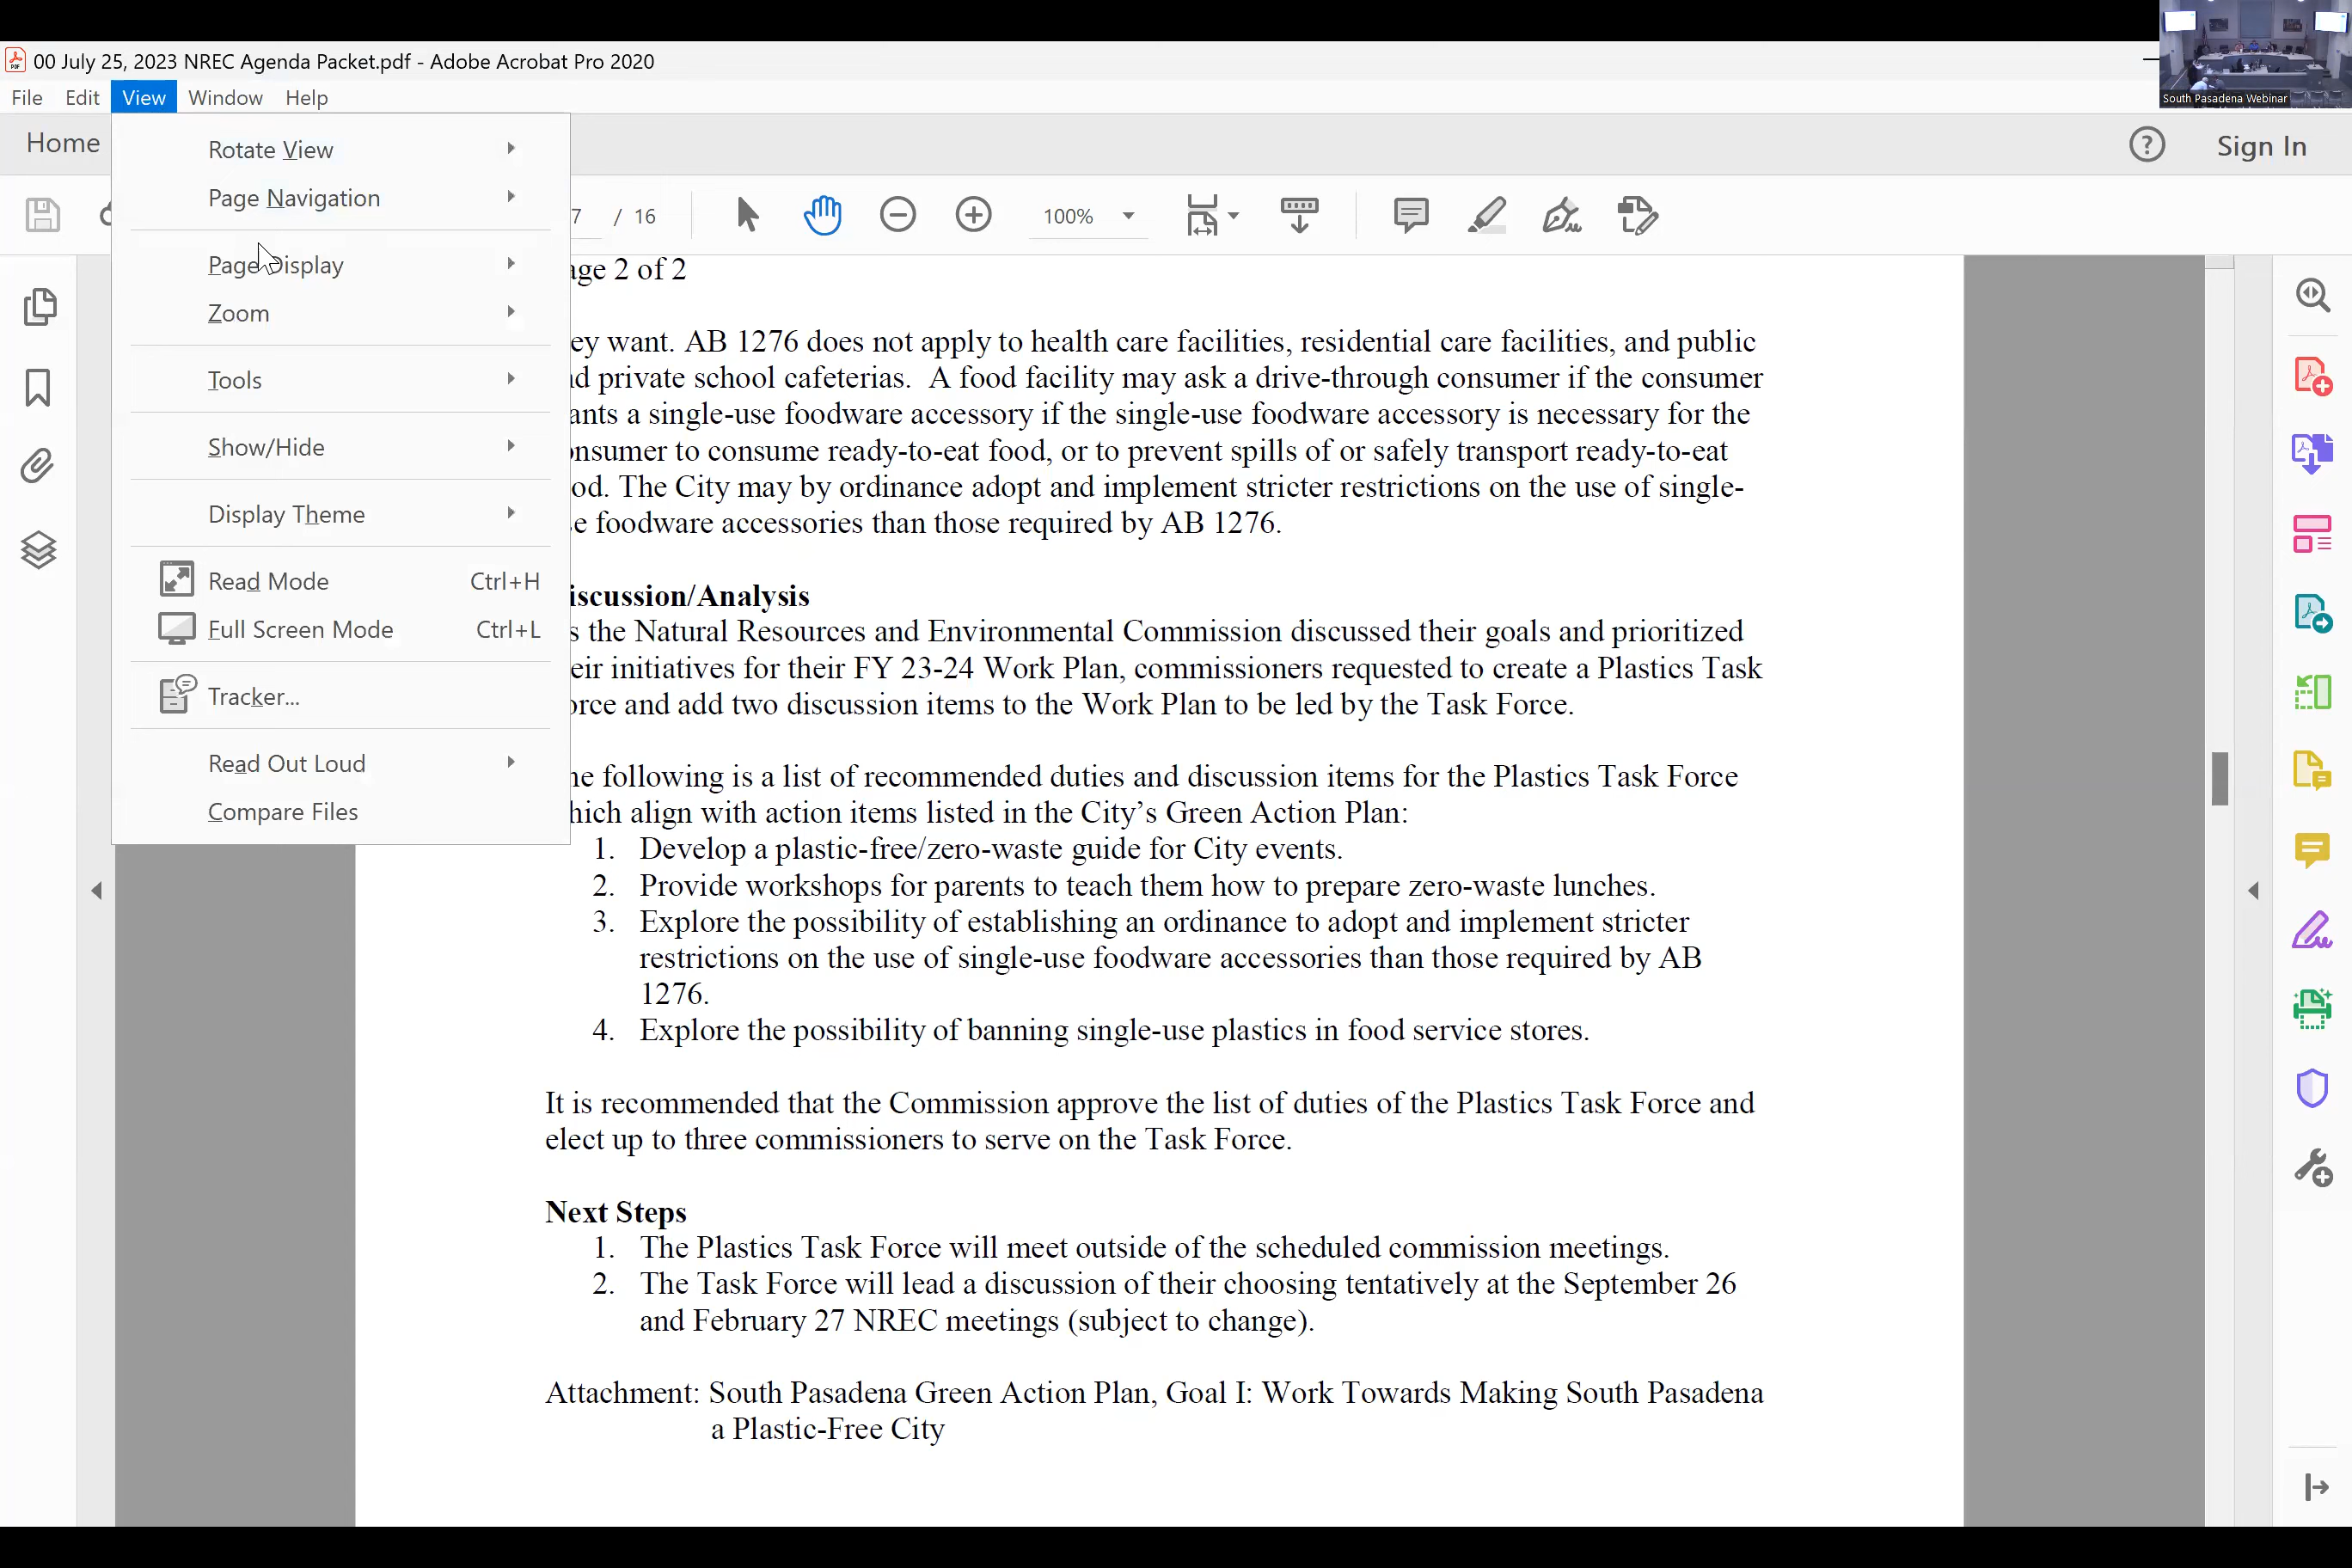 00 July 25, 2023 NREC Agenda Packet.pdf - Adobe Acrobat Pro 2020
South Pasadena Webinar
File Edit View Window Help
Home
Sign In
7 / 16
100%
Rotate View
Page Navigation
Page Display
Zoom
Tools
Show/Hide
Display Theme
Read Mode Ctrl+H
Full Screen Mode Ctrl+L
Tracker...
Read Out Loud
Compare Files
age 2 of 2
ey want. AB 1276 does not apply to health care facilities, residential care facilities, and public
nd private school cafeterias. A food facility may ask a drive-through consumer if the consumer
ants a single-use foodware accessory if the single-use foodware accessory is necessary for the
onsumer to consume ready-to-eat food, or to prevent spills of or safely transport ready-to-eat
od. The City may by ordinance adopt and implement stricter restrictions on the use of single-
e foodware accessories than those required by AB 1276.
iscussion/Analysis
s the Natural Resources and Environmental Commission discussed their goals and prioritized
eir initiatives for their FY 23-24 Work Plan, commissioners requested to create a Plastics Task
orce and add two discussion items to the Work Plan to be led by the Task Force.
he following is a list of recommended duties and discussion items for the Plastics Task Force
hich align with action items listed in the City’s Green Action Plan:
1. Develop a plastic-free/zero-waste guide for City events.
2. Provide workshops for parents to teach them how to prepare zero-waste lunches.
3. Explore the possibility of establishing an ordinance to adopt and implement stricter
restrictions on the use of single-use foodware accessories than those required by AB
1276.
4. Explore the possibility of banning single-use plastics in food service stores.
It is recommended that the Commission approve the list of duties of the Plastics Task Force and
elect up to three commissioners to serve on the Task Force.
Next Steps
1. The Plastics Task Force will meet outside of the scheduled commission meetings.
2. The Task Force will lead a discussion of their choosing tentatively at the September 26
and February 27 NREC meetings (subject to change).
Attachment: South Pasadena Green Action Plan, Goal I: Work Towards Making South Pasadena
a Plastic-Free City